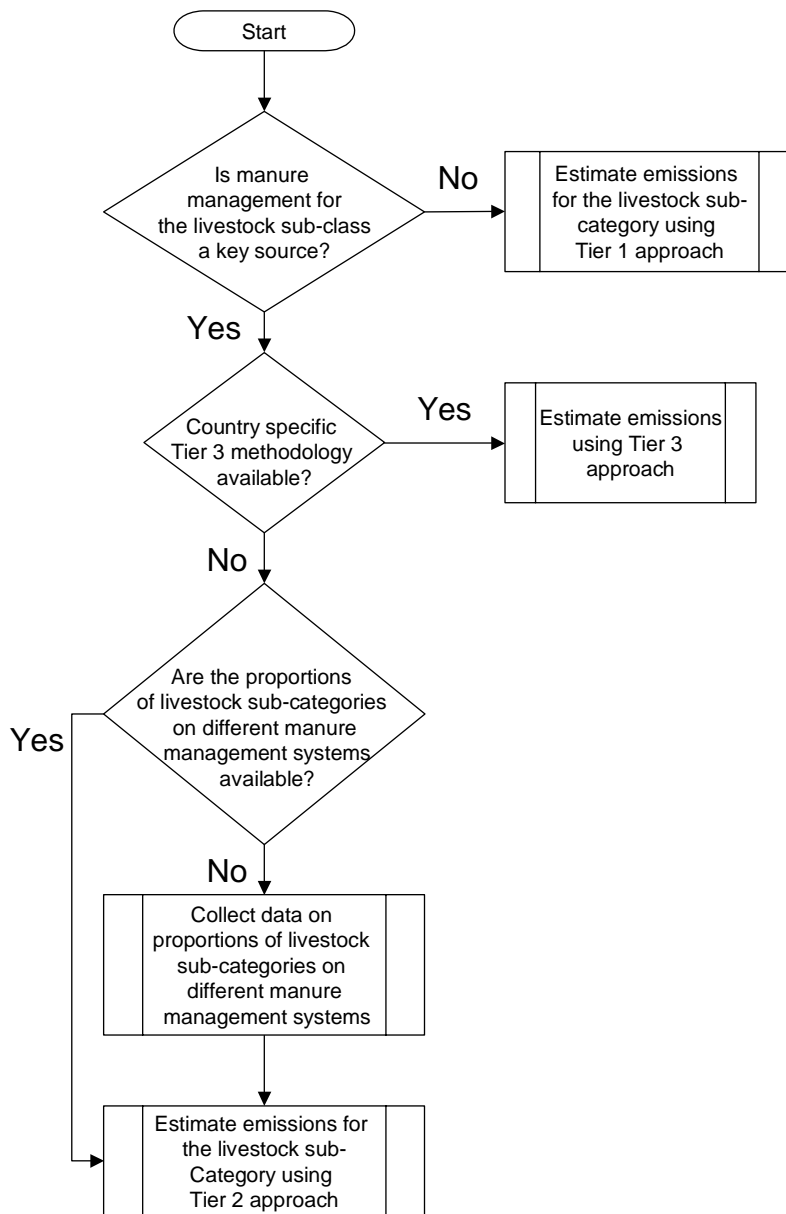 Start
Is manure
management for
the livestock sub-class
a key source?
No
Estimate emissions
for the livestock sub-
category using
Tier 1 approach
Yes
Country specific
Tier 3 methodology
available?
Yes
Estimate emissions
using Tier 3
approach
No
Are the proportions
of livestock sub-categories
on different manure
management systems
available?
Yes
No
Collect data on
proportions of livestock
sub-categories on
different manure
management systems
Estimate emissions for
the livestock sub-
Category using
Tier 2 approach